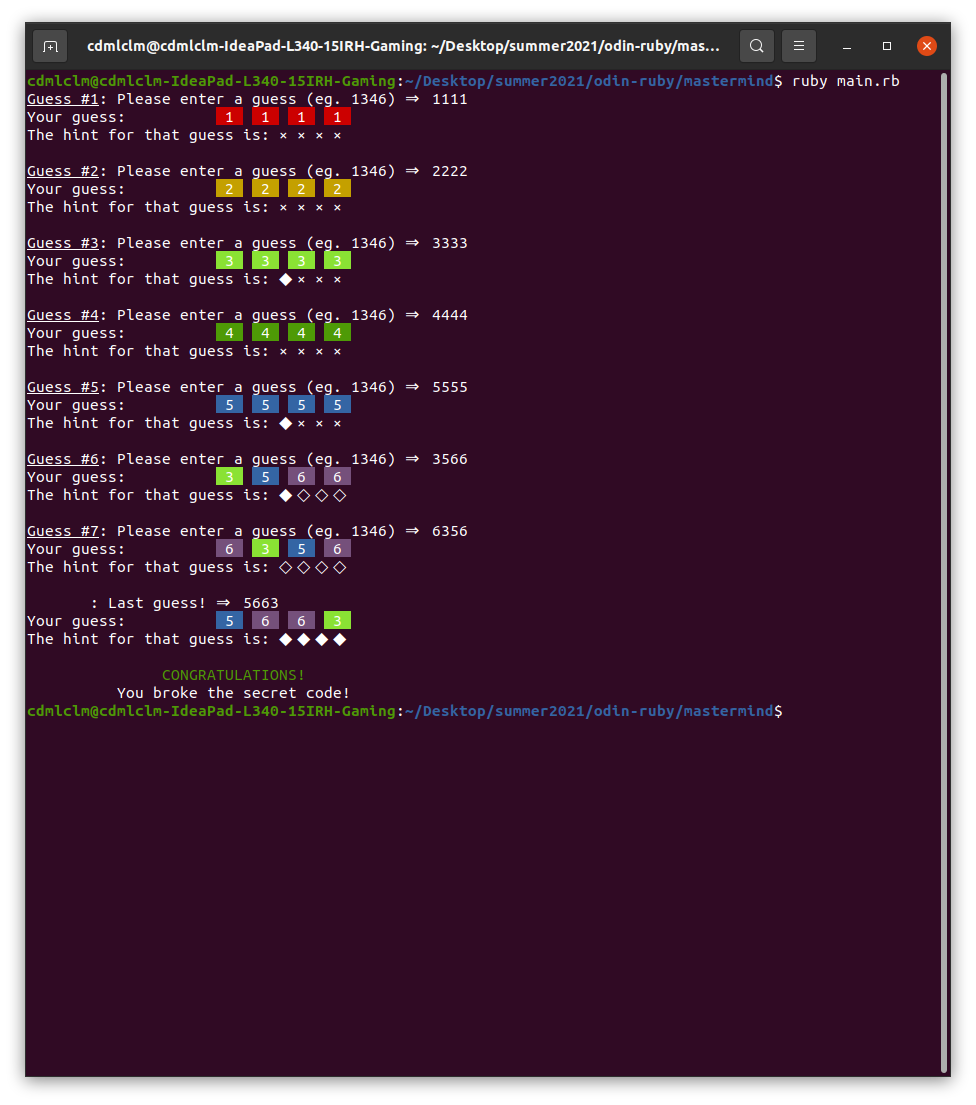 cdmlclm@cdmlclm-IdeaPad-L340-15IRH-Gaming: ~/Desktop/summer2021/odin-ruby/mas...
cdmlclm@cdmlclm-IdeaPad-L340-15IRH-Gaming:~/Desktop/summer2021/odin-ruby/mastermind$ ruby main.rb
Guess #1: Please enter a guess (eg. 1346) ⇒ 1111
Your guess: 1 1 1 1
The hint for that guess is: × × × ×
Guess #2: Please enter a guess (eg. 1346) ⇒ 2222
Your guess: 2 2 2 2
The hint for that guess is: × × × ×
Guess #3: Please enter a guess (eg. 1346) ⇒ 3333
Your guess: 3 3 3 3
The hint for that guess is: ◆ × × ×
Guess #4: Please enter a guess (eg. 1346) ⇒ 4444
Your guess: 4 4 4 4
The hint for that guess is: × × × ×
Guess #5: Please enter a guess (eg. 1346) ⇒ 5555
Your guess: 5 5 5 5
The hint for that guess is: ◆ × × ×
Guess #6: Please enter a guess (eg. 1346) ⇒ 3566
Your guess: 3 5 6 6
The hint for that guess is: ◆ ◇ ◇ ◇
Guess #7: Please enter a guess (eg. 1346) ⇒ 6356
Your guess: 6 3 5 6
The hint for that guess is: ◇ ◇ ◇ ◇
: Last guess! ⇒ 5663
Your guess: 5 6 6 3
The hint for that guess is: ◆ ◆ ◆ ◆
CONGRATULATIONS!
You broke the secret code!
cdmlclm@cdmlclm-IdeaPad-L340-15IRH-Gaming:~/Desktop/summer2021/odin-ruby/mastermind$